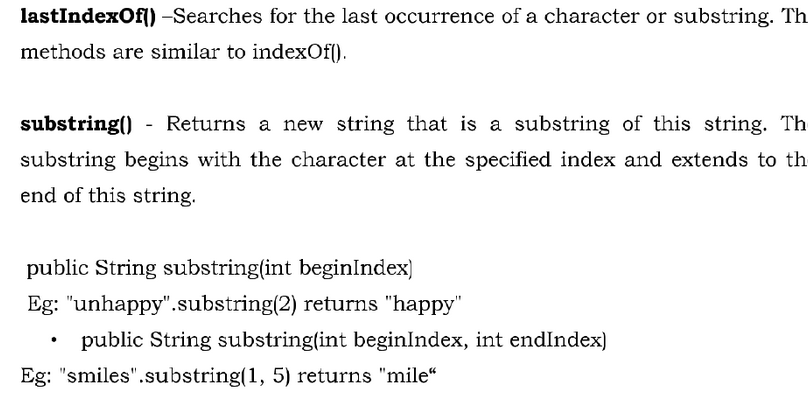 lastIndexOf() –Searches for the last occurrence of a character or substring. Th
methods are similar to indexOf().
substring() - Returns a new string that is a substring of this string. Th
substring begins with the character at the specified index and extends to th
end of this string.
public String substring(int beginIndex)
Eg: "unhappy".substring(2) returns "happy"
• public String substring(int beginIndex, int endIndex)
Eg: "smiles".substring(1, 5) returns "mile“